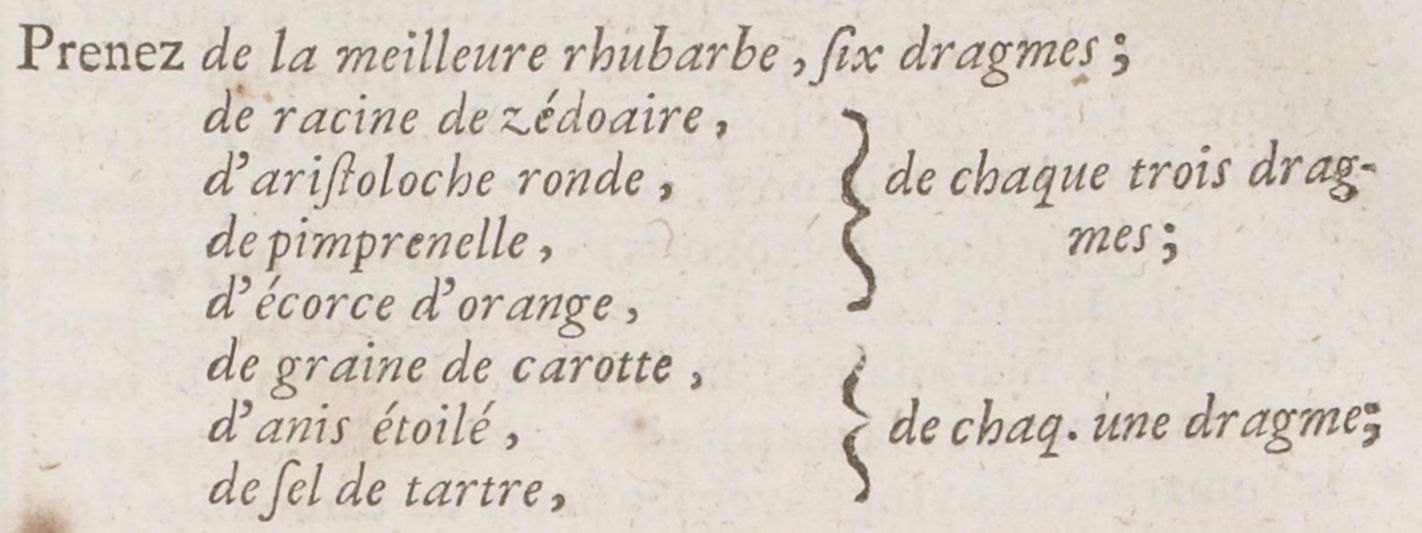 Prenez de la meilleure rhubarbe, ſix dragmes;
de racine de zédoaire,
d'ariſtoloche ronde,
de pimprenelle,
d'écorce d'orange,
de chaque trois drag-
mes;
de graine de carotte,
d'anis étoilé,
de ſel de tartre,
de chaq. une dragme;